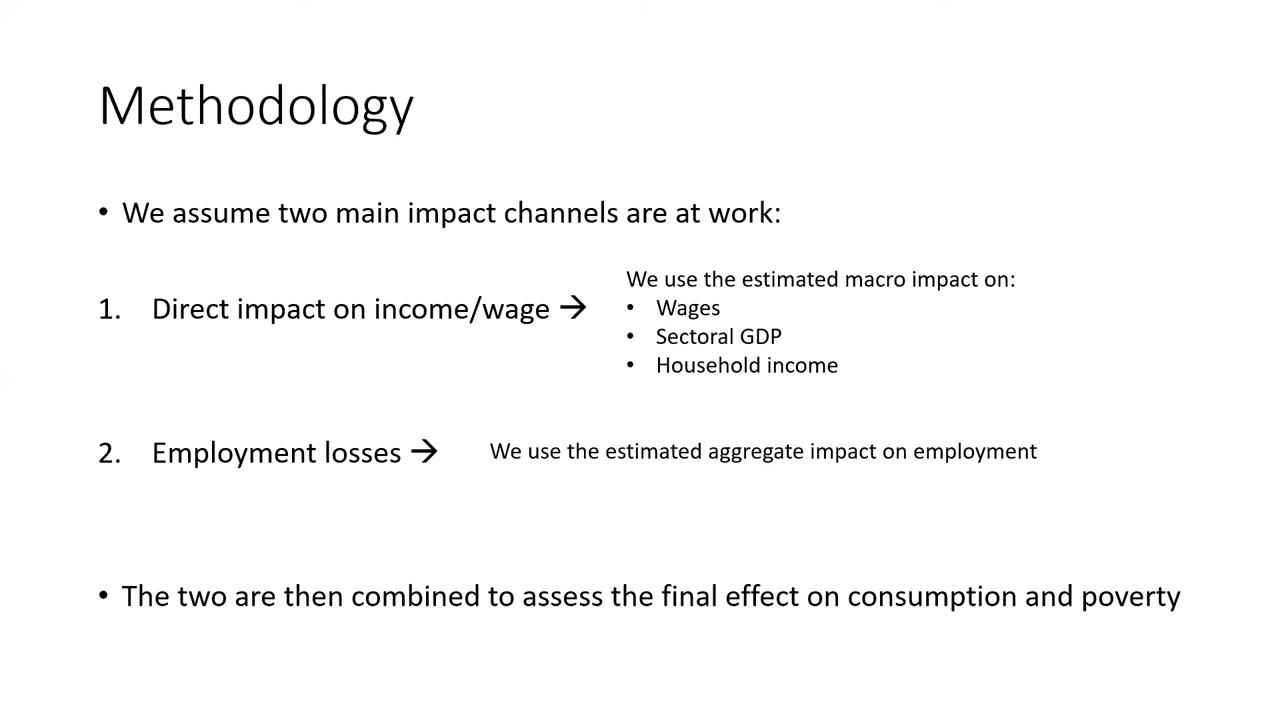 Methodology
• We assume two main impact channels are at work:
1. Direct impact on income/wage →
We use the estimated macro impact on:
• Wages
• Sectoral GDP
• Household income
2. Employment losses → We use the estimated aggregate impact on employment
• The two are then combined to assess the final effect on consumption and poverty